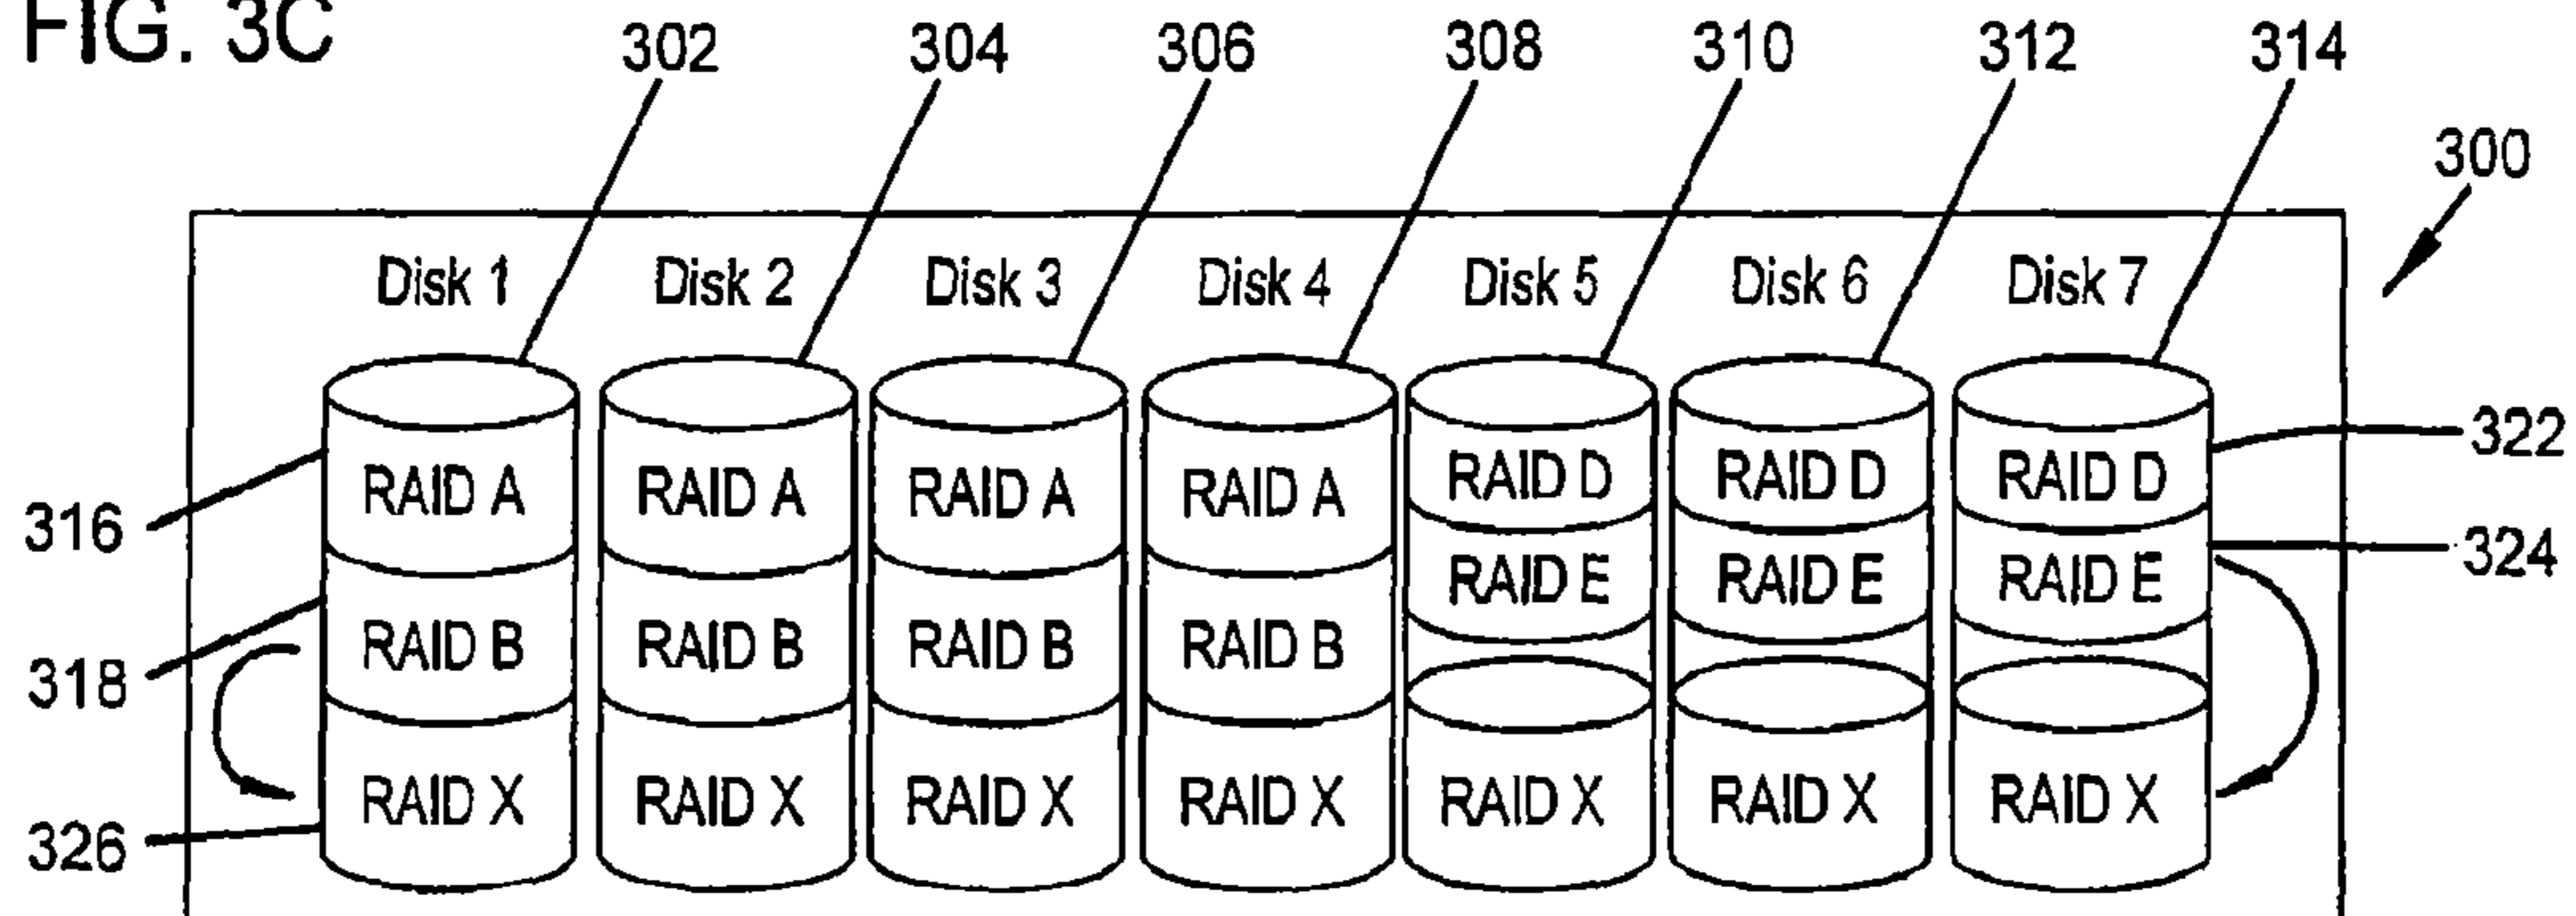 FIG. 3C
302 304 306 308 310 312 314
300
Disk 1 Disk 2 Disk 3 Disk 4 Disk 5 Disk 6 Disk 7
322
RAID A RAID A RAID A RAID A RAID D RAID D RAID D
316
324
RAID E RAID E RAID E
RAID B RAID B RAID B RAID B
318
RAID X RAID X RAID X RAID X RAID X RAID X RAID X
326